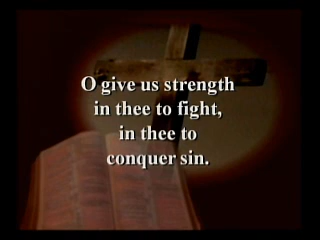 O give us strength
in thee to fight,
in thee to
conquer sin.